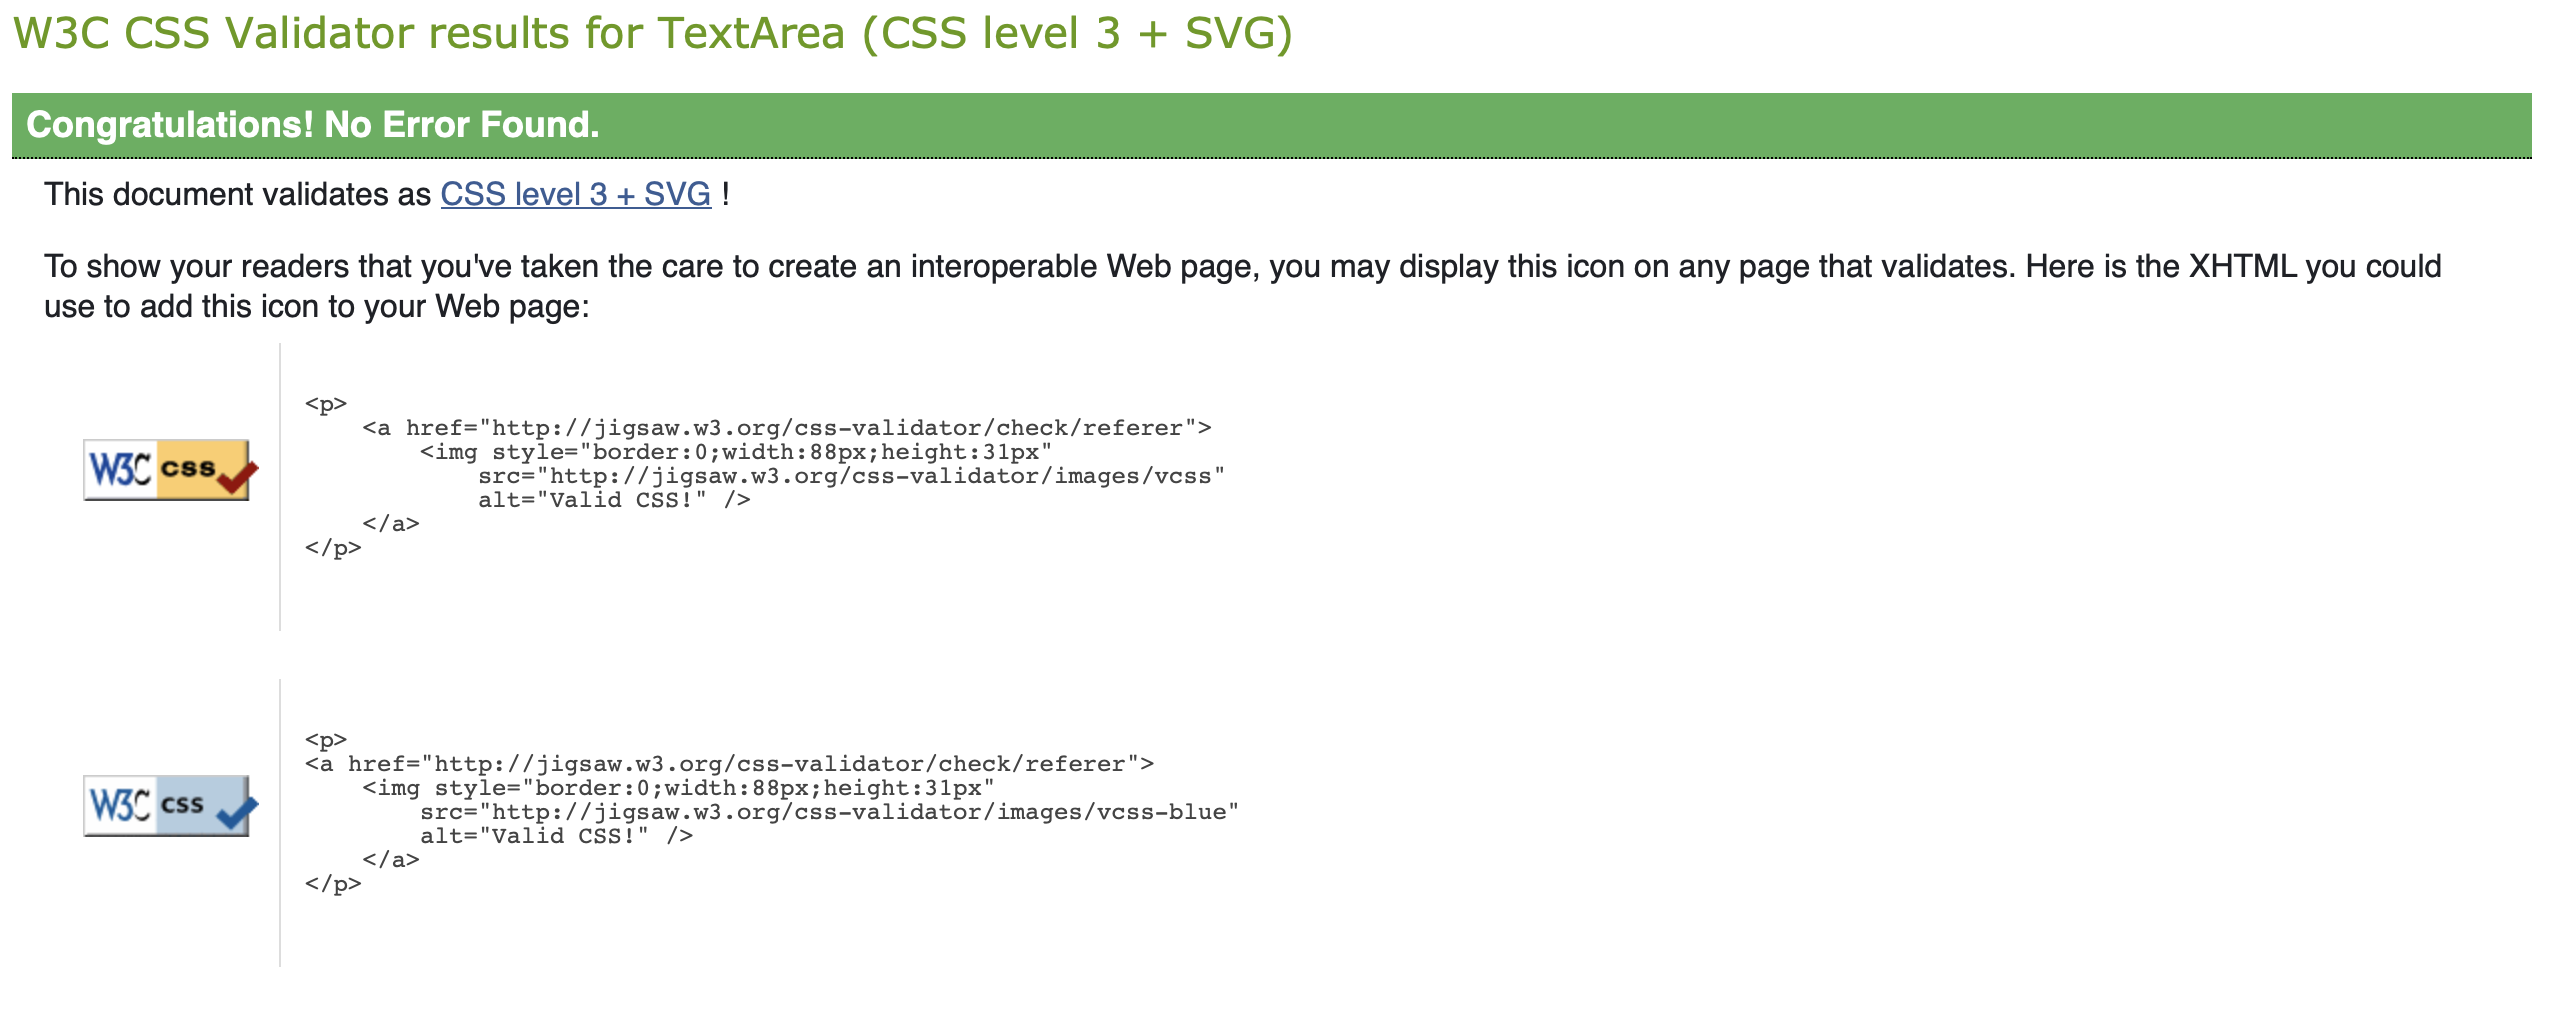 W3C CSS Validator results for TextArea (CSS level 3 + SVG)
Congratulations! No Error Found.
This document validates as CSS level 3 + SVG !
To show your readers that you've taken the care to create an interoperable Web page, you may display this icon on any page that validates. Here is the XHTML you could
use to add this icon to your Web page:
W3C css
<p>
    <a href="http://jigsaw.w3.org/css-validator/check/referer">
        <img style="border:0;width:88px;height:31px"
            src="http://jigsaw.w3.org/css-validator/images/vcss"
            alt="Valid CSS!" />
    </a>
</p>
W3C css
<p>
<a href="http://jigsaw.w3.org/css-validator/check/referer">
    <img style="border:0;width:88px;height:31px"
        src="http://jigsaw.w3.org/css-validator/images/vcss-blue"
        alt="Valid CSS!" />
    </a>
</p>